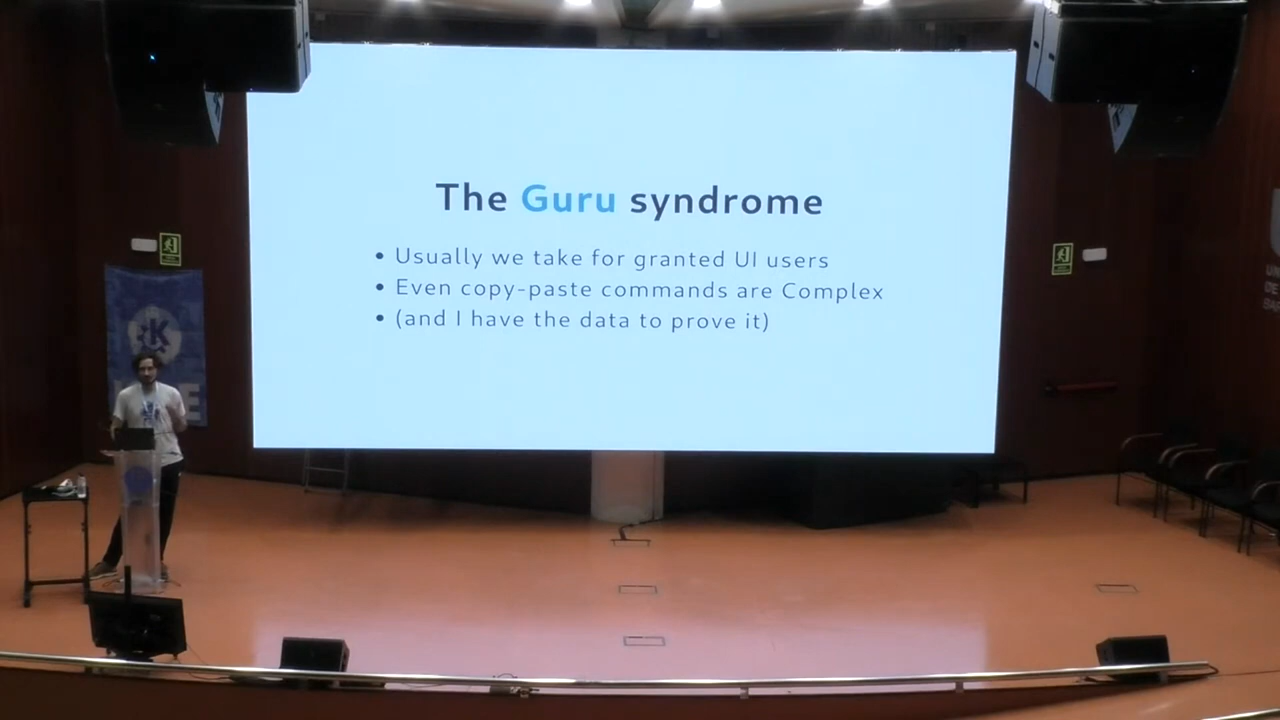 The Guru syndrome
• Usually we take for granted UI users
• Even copy-paste commands are Complex
• (and I have the data to prove it)
K